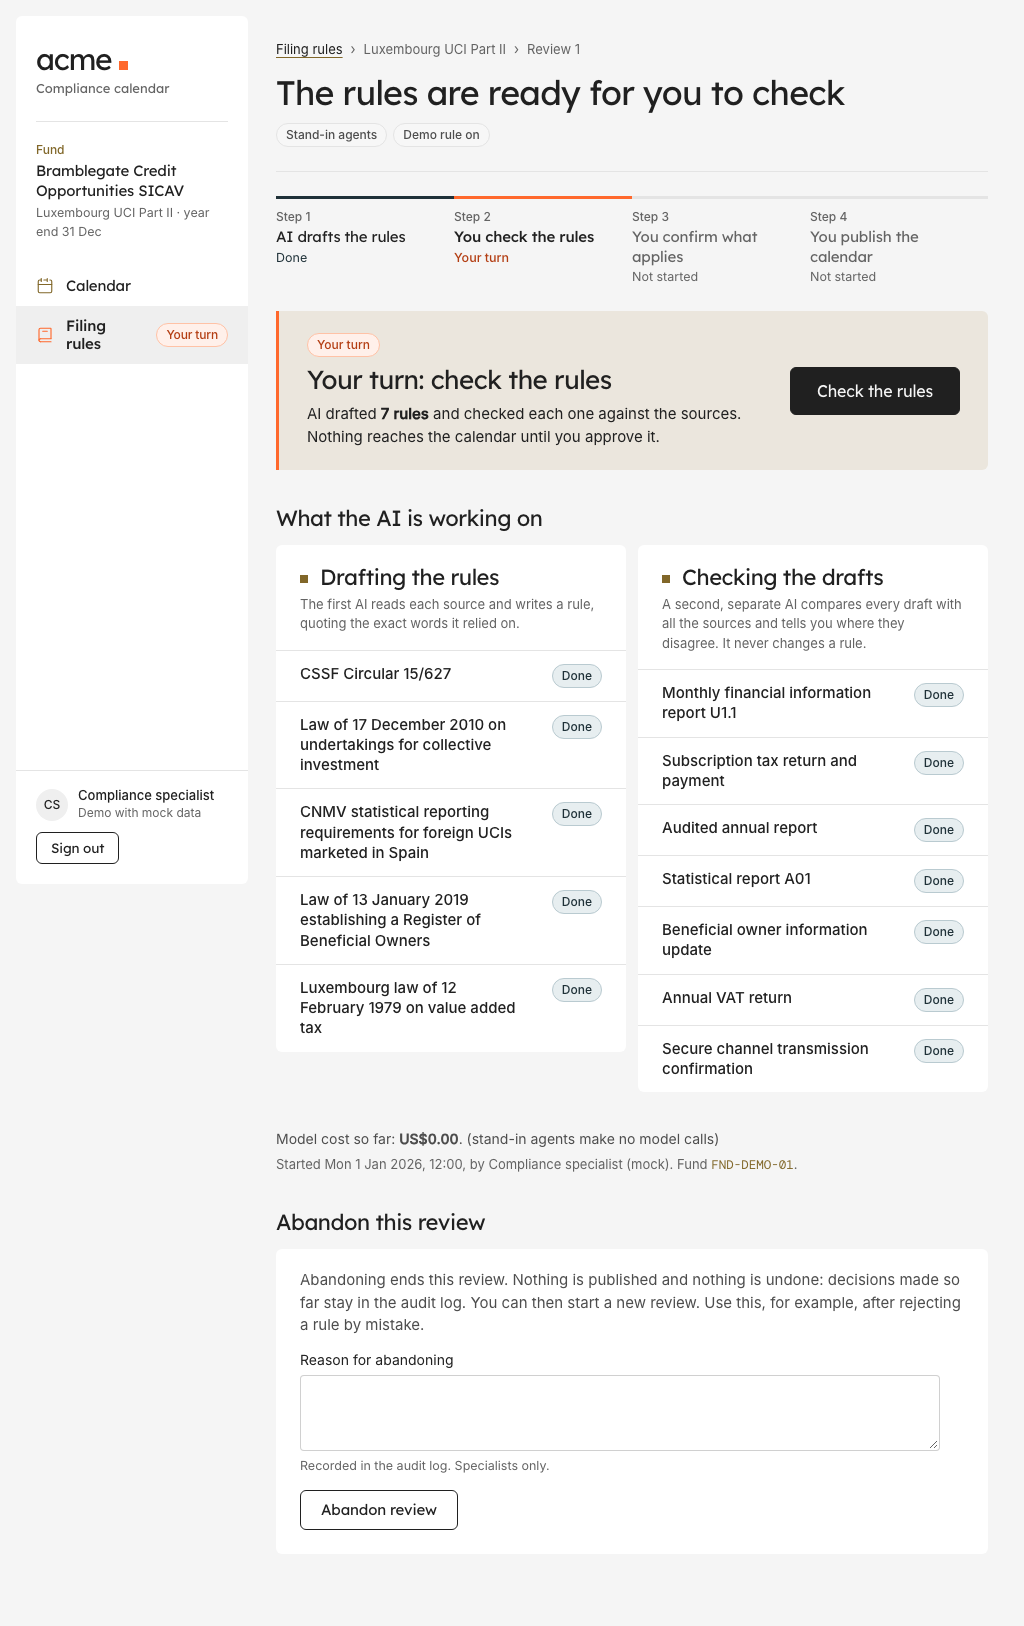 acme
Compliance calendar
Fund
Bramblegate Credit
Opportunities SICAV
Luxembourg UCI Part II · year
end 31 Dec
Calendar
Filing
rules
Your turn
CS
Compliance specialist
Demo with mock data
Sign out
Filing rules › Luxembourg UCI Part II › Review 1
The rules are ready for you to check
Stand-in agents
Demo rule on
Step 1
AI drafts the rules
Done
Step 2
You check the rules
Your turn
Step 3
You confirm what
applies
Not started
Step 4
You publish the
calendar
Not started
Your turn
Your turn: check the rules
AI drafted 7 rules and checked each one against the sources.
Nothing reaches the calendar until you approve it.
Check the rules
What the AI is working on
Drafting the rules
The first AI reads each source and writes a rule,
quoting the exact words it relied on.
CSSF Circular 15/627
Done
Law of 17 December 2010 on
undertakings for collective
investment
Done
CNMV statistical reporting
requirements for foreign UCIs
marketed in Spain
Done
Law of 13 January 2019
establishing a Register of
Beneficial Owners
Done
Luxembourg law of 12
February 1979 on value added
tax
Done
Checking the drafts
A second, separate AI compares every draft with
all the sources and tells you where they
disagree. It never changes a rule.
Monthly financial information
report U1.1
Done
Subscription tax return and
payment
Done
Audited annual report
Done
Statistical report A01
Done
Beneficial owner information
update
Done
Annual VAT return
Done
Secure channel transmission
confirmation
Done
Model cost so far: US$0.00. (stand-in agents make no model calls)
Started Mon 1 Jan 2026, 12:00, by Compliance specialist (mock). Fund FND-DEMO-01.
Abandon this review
Abandoning ends this review. Nothing is published and nothing is undone: decisions made so
far stay in the audit log. You can then start a new review. Use this, for example, after rejecting
a rule by mistake.
Reason for abandoning
Recorded in the audit log. Specialists only.
Abandon review